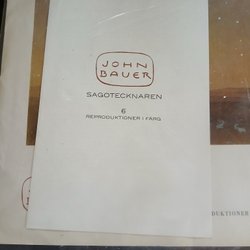 JOHN
BAUER
SAGOTECKNAREN
6
REPRODUKTIONER I FÄRG
DUKTIONER